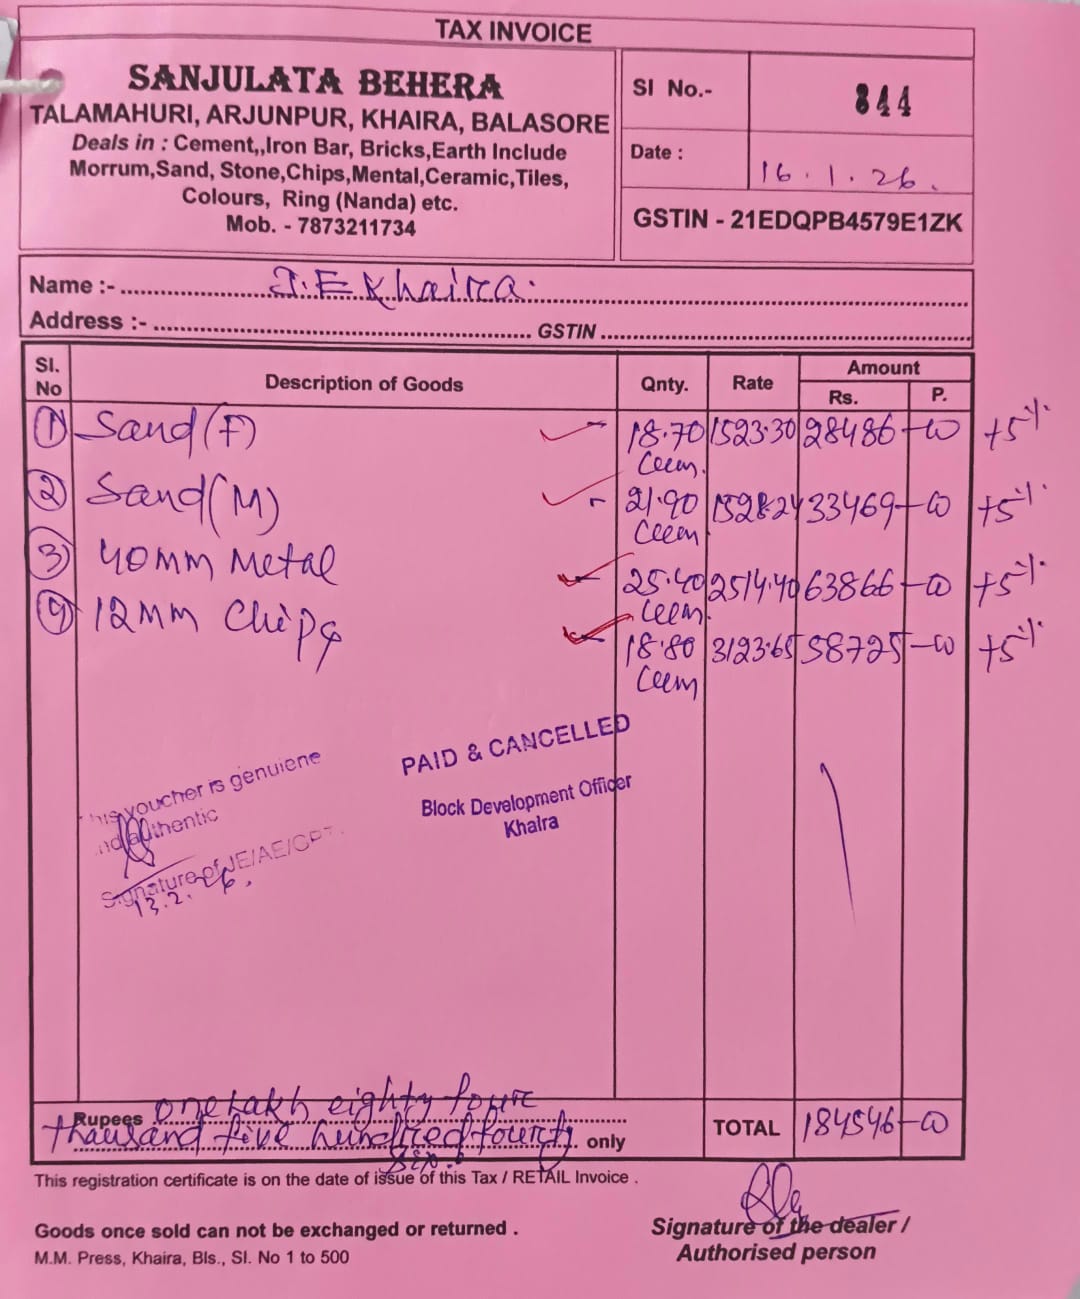 TAX INVOICE
SANJULATA BEHERA
TALAMAHURI, ARJUNPUR, KHAIRA, BALASORE
Deals in : Cement,,Iron Bar, Bricks,Earth Include
Morrum,Sand, Stone,Chips,Mental,Ceramic,Tiles,
Colours, Ring (Nanda) etc.
Mob. - 7873211734
SI No.- 844
Date : 16.1.26.
GSTIN - 21EDQPB4579E1ZK
Name :- J.E Khaira.
Address :- GSTIN
SI. No Description of Goods Qnty. Rate Amount Rs. P.
1 Sand (F) 18.70 Cum. 1523.30 28486-00 +5%
2 Sand (M) 21.90 Cum 1528.24 33469-00 +5%
3 40mm Metal 25.40 Cum. 2514.40 63866-00 +5%
4 12mm Chips 18.80 Cum 3123.65 58725-00 +5%
PAID & CANCELLED
Block Development Officer
Khaira
his voucher is genuiene
nd authentic
Signature of JE/AE/GPT.
13.2.26.
Rupees one Lakh eighty four
thausand five hundred fourty only
six.
TOTAL 184546-00
This registration certificate is on the date of issue of this Tax / RETAIL Invoice .
Goods once sold can not be exchanged or returned .
M.M. Press, Khaira, Bls., SI. No 1 to 500
Signature of the dealer /
Authorised person